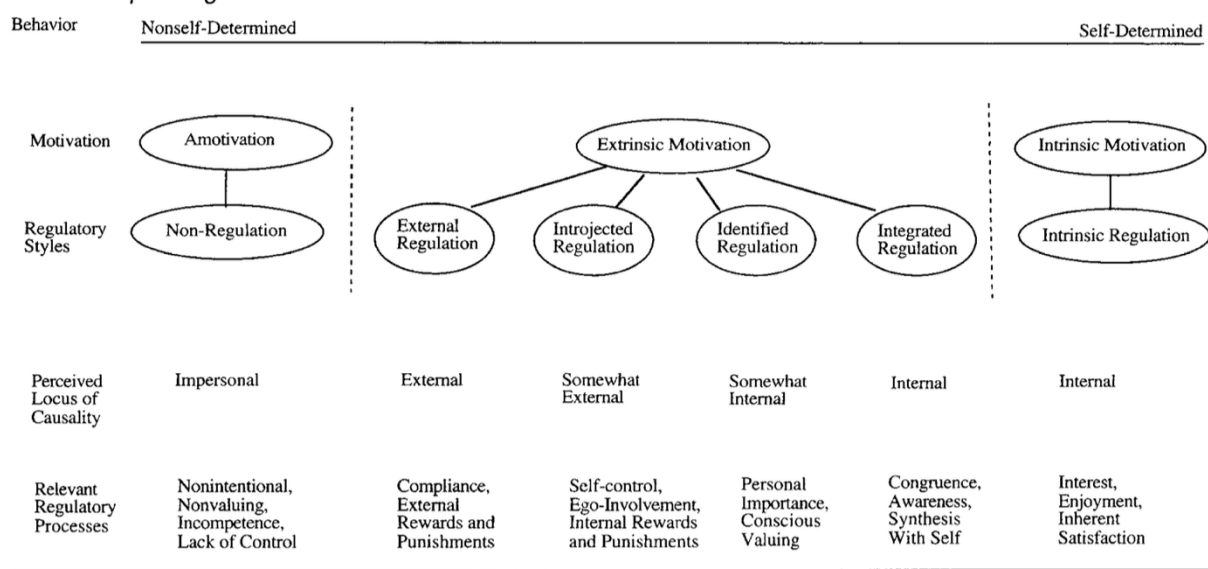 Behavior Nonself-Determined Self-Determined
Motivation Amotivation Extrinsic Motivation Intrinsic Motivation
Regulatory
Styles
Non-Regulation
External
Regulation
Introjected
Regulation
Identified
Regulation
Integrated
Regulation
Intrinsic Regulation
Perceived
Locus of
Causality
Impersonal
External
Somewhat
External
Somewhat
Internal
Internal
Internal
Relevant
Regulatory
Processes
Nonintentional,
Nonvaluing,
Incompetence,
Lack of Control
Compliance,
External
Rewards and
Punishments
Self-control,
Ego-Involvement,
Internal Rewards
and Punishments
Personal
Importance,
Conscious
Valuing
Congruence,
Awareness,
Synthesis
With Self
Interest,
Enjoyment,
Inherent
Satisfaction